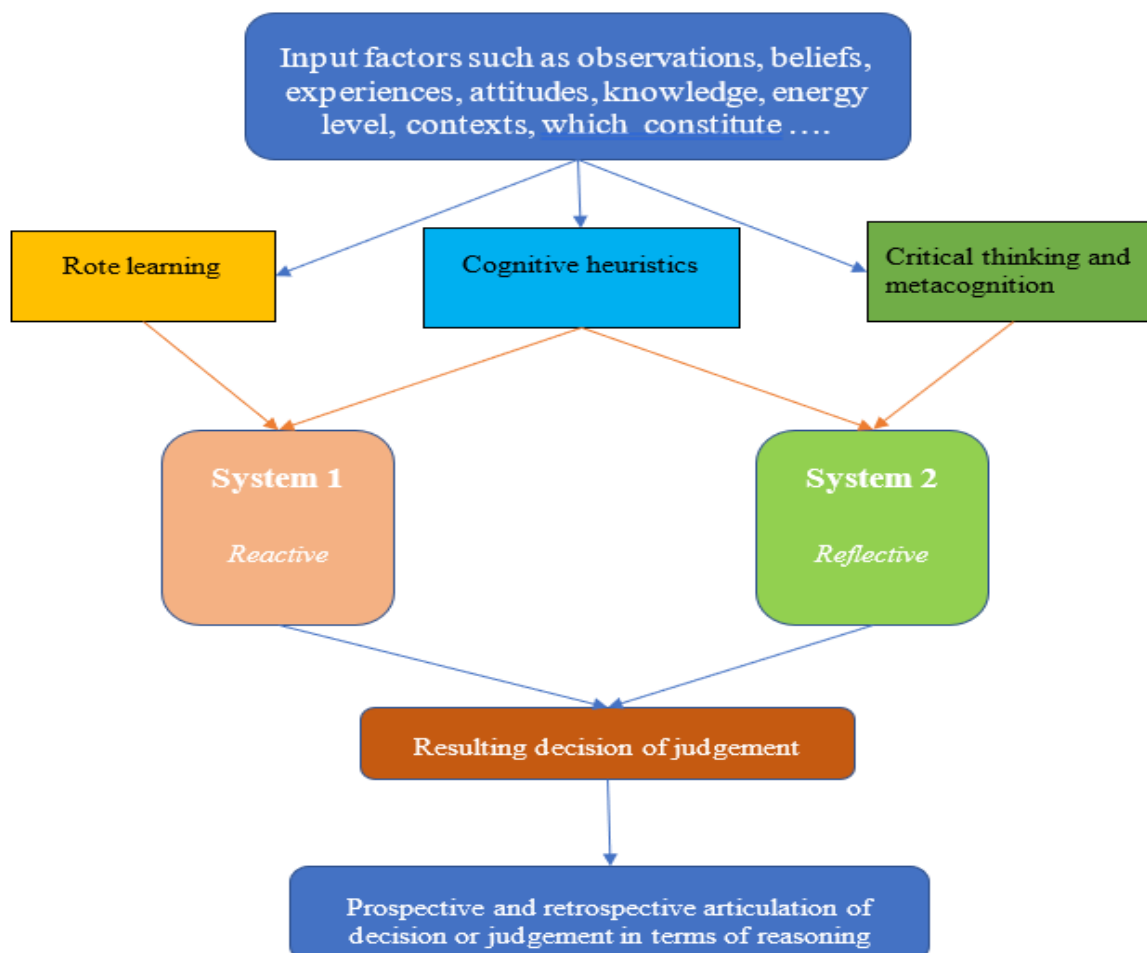 Input factors such as observations, beliefs,
experiences, attitudes, knowledge, energy
level, contexts, which constitute ….
Rote learning
Cognitive heuristics
Critical thinking and
metacognition
System 1
Reactive
System 2
Reflective
Resulting decision of judgement
Prospective and retrospective articulation of
decision or judgement in terms of reasoning